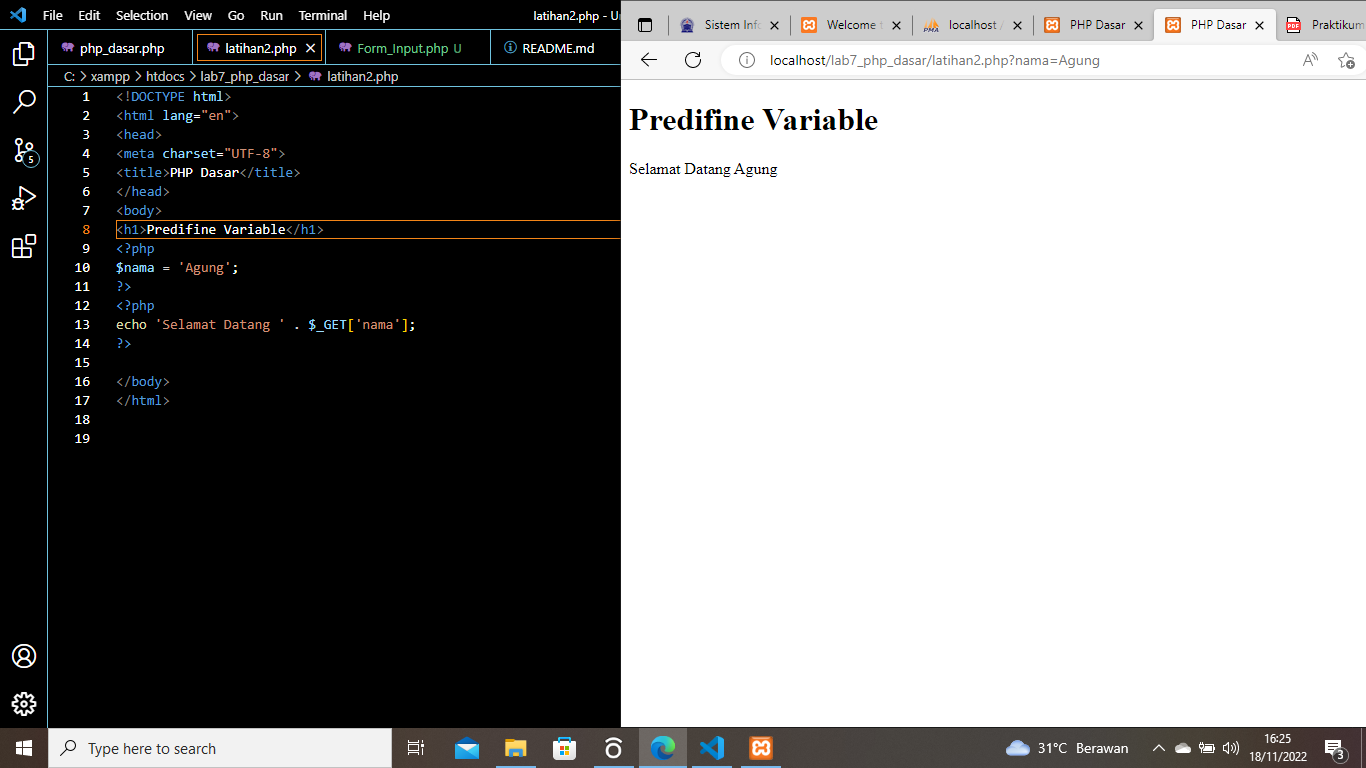 File Edit Selection View Go Run Terminal Help latihan2.php - Un
php_dasar.php latihan2.php Form_Input.php U README.md
C: > xampp > htdocs > lab7_php_dasar > latihan2.php
1 <!DOCTYPE html>
2 <html lang="en">
3 <head>
4 <meta charset="UTF-8">
5 <title>PHP Dasar</title>
6 </head>
7 <body>
8 <h1>Predifine Variable</h1>
9 <?php
10 $nama = 'Agung';
11 ?>
12 <?php
13 echo 'Selamat Datang ' . $_GET['nama'];
14 ?>
15
16 </body>
17 </html>
18
19
5
Sistem Info Welcome t localhost / PHP Dasar PHP Dasar Praktikum
localhost/lab7_php_dasar/latihan2.php?nama=Agung
Predifine Variable
Selamat Datang Agung
Type here to search
31°C Berawan
16:25
18/11/2022
3